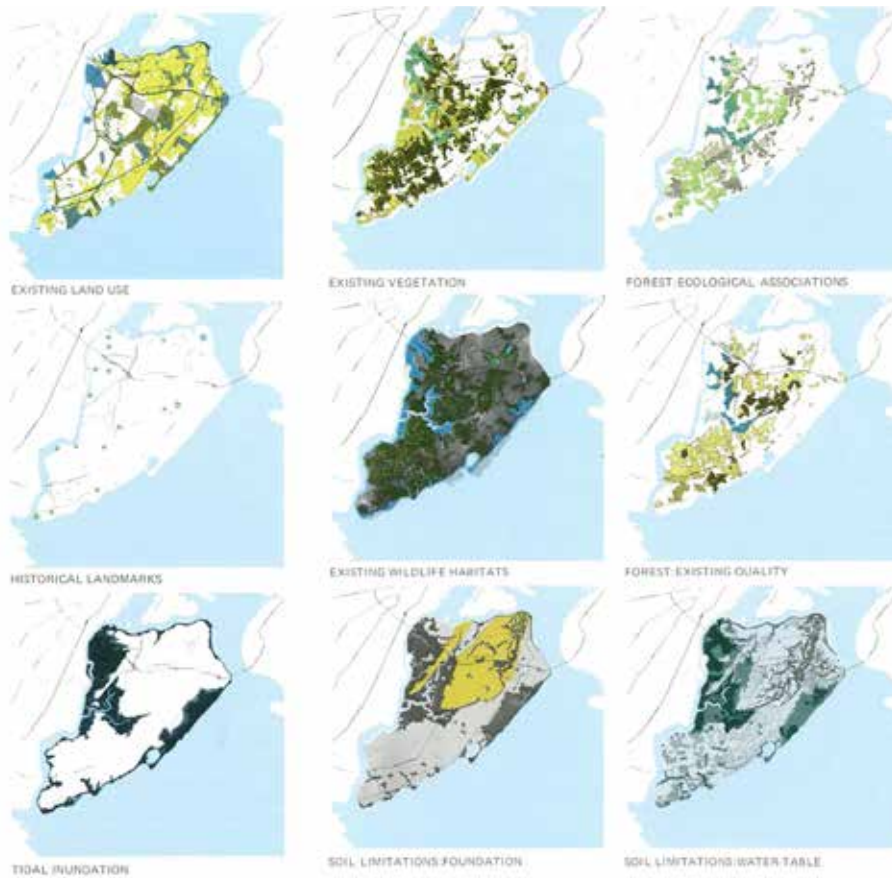 EXISTING LAND USE
EXISTING VEGETATION
FOREST: ECOLOGICAL ASSOCIATIONS
HISTORICAL LANDMARKS
EXISTING WILDLIFE HABITATS
FOREST: EXISTING QUALITY
TIDAL INUNDATION
SOIL LIMITATIONS: FOUNDATION
SOIL LIMITATIONS: WATER-TABLE